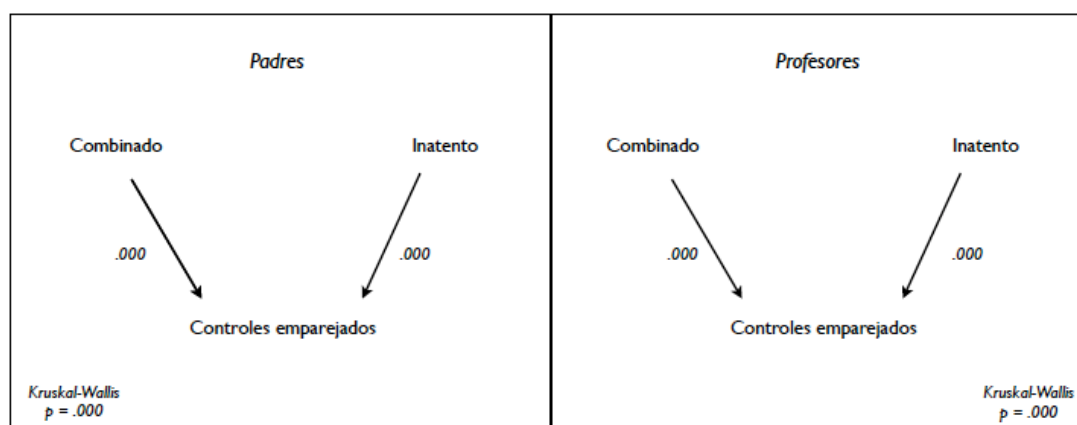 Padres
Combinado Inatento
.000 .000
Controles emparejados
Kruskal-Wallis
p = .000
Profesores
Combinado Inatento
.000 .000
Controles emparejados
Kruskal-Wallis
p = .000